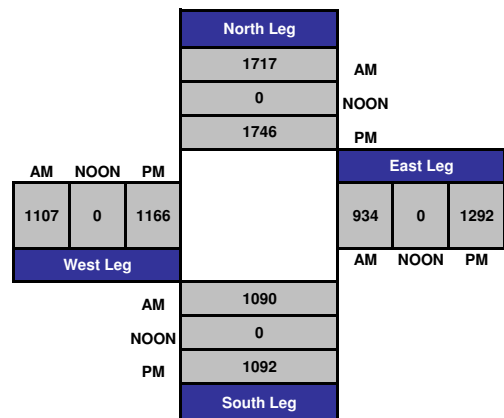 North Leg
1717 AM
0 NOON
1746 PM
AM NOON PM
East Leg
1107 0 1166
934 0 1292
West Leg
AM NOON PM
AM 1090
NOON 0
PM 1092
South Leg